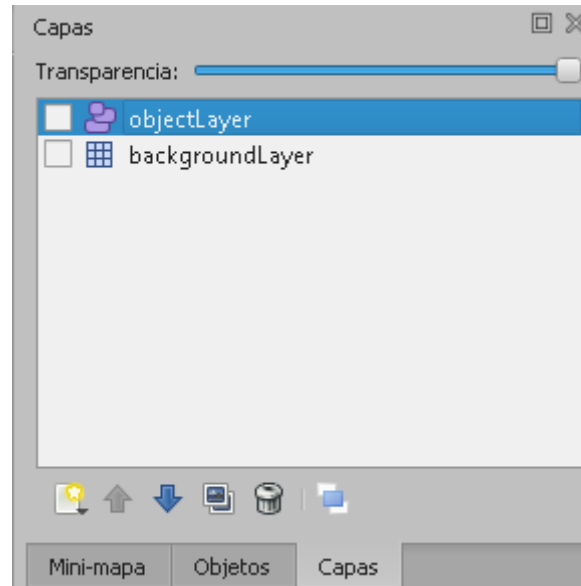 Capas
Transparencia:
objectLayer
backgroundLayer
Mini-mapa Objetos Capas